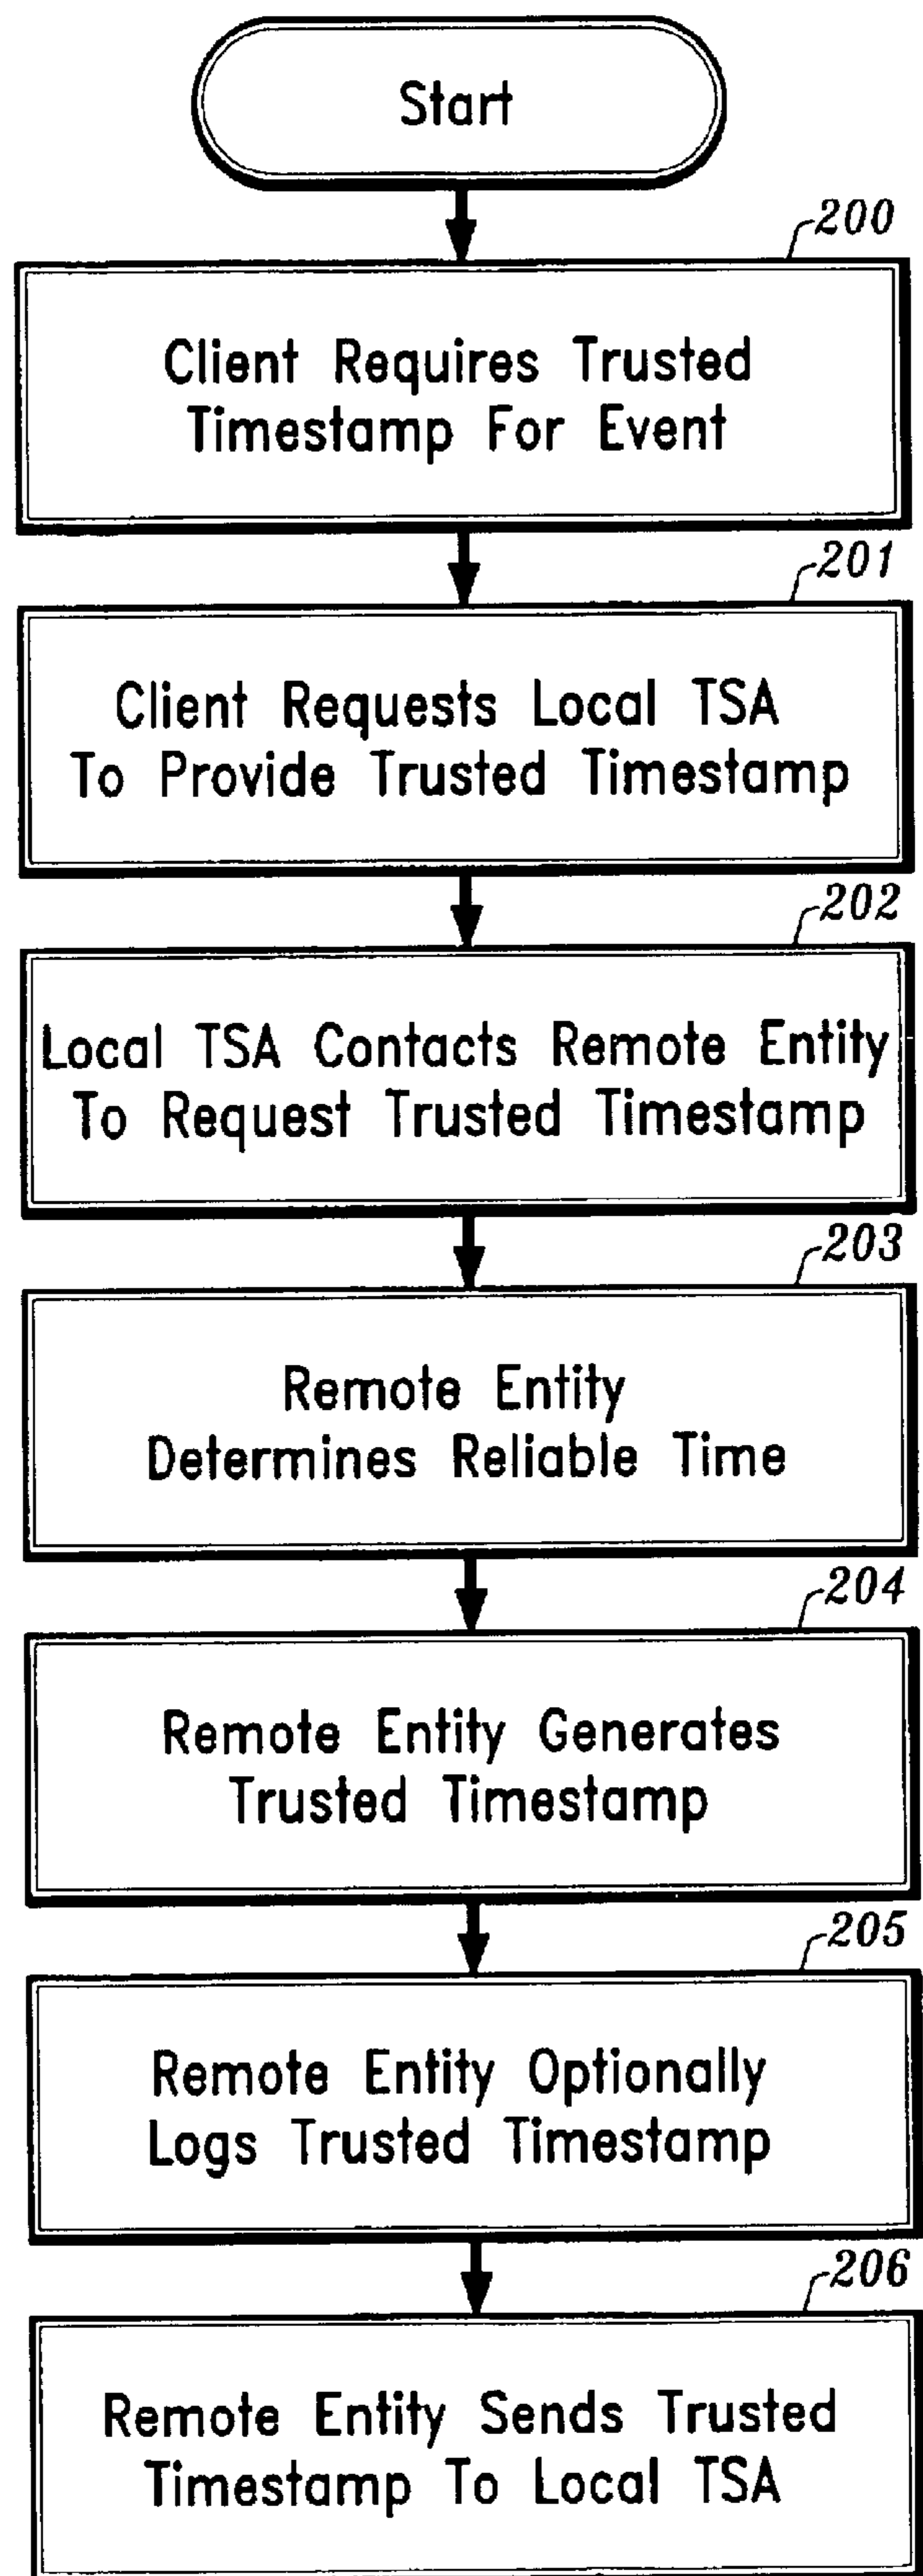 Start
200
Client Requires Trusted
Timestamp For Event
201
Client Requests Local TSA
To Provide Trusted Timestamp
202
Local TSA Contacts Remote Entity
To Request Trusted Timestamp
203
Remote Entity
Determines Reliable Time
204
Remote Entity Generates
Trusted Timestamp
205
Remote Entity Optionally
Logs Trusted Timestamp
206
Remote Entity Sends Trusted
Timestamp To Local TSA